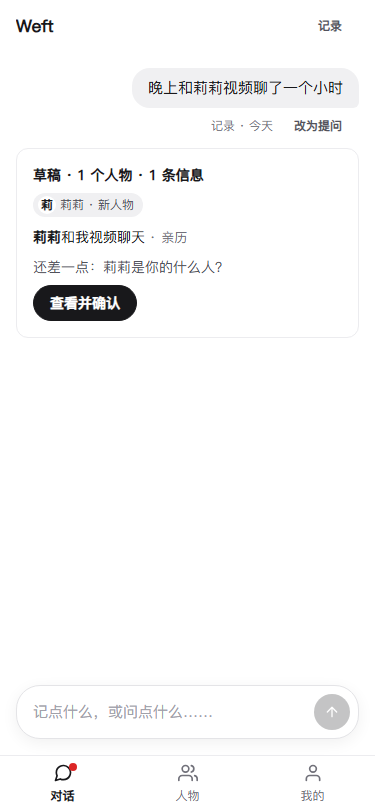 Weft
记录
晚上和莉莉视频聊了一个小时
记录 · 今天
改为提问
草稿 · 1 个人物 · 1 条信息
莉 莉莉 · 新人物
莉莉和我视频聊天 · 亲历
还差一点：莉莉是你的什么人?
查看并确认
记点什么，或问点什么……
对话
人物
我的